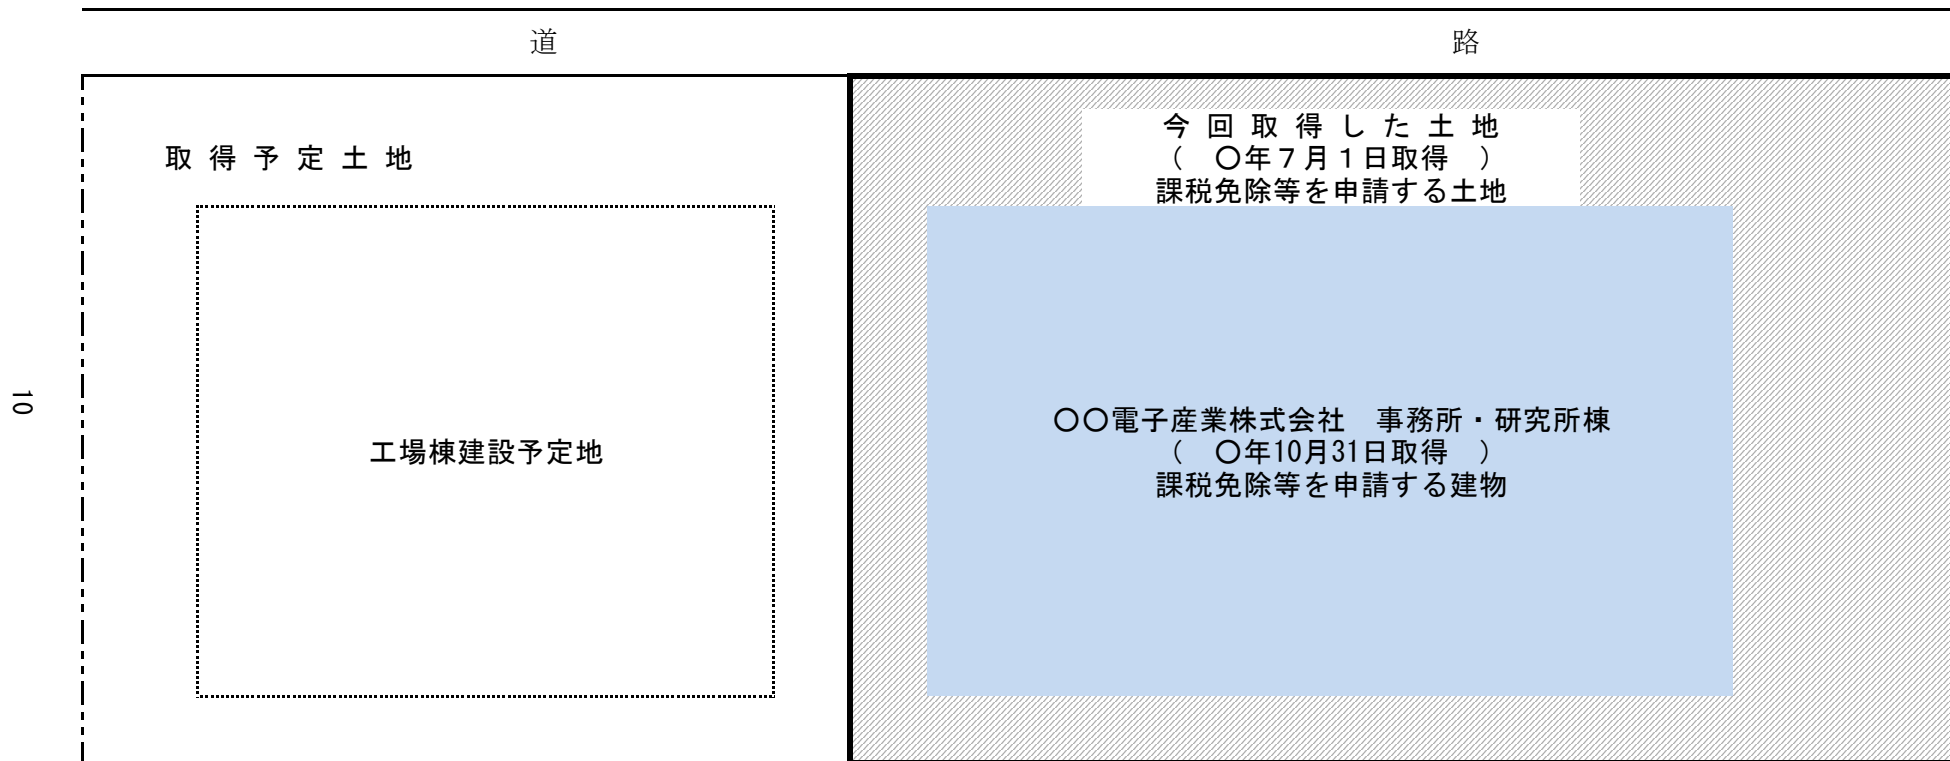 道 路
取得予定土地
今回取得した土地
( 〇年7月1日取得 )
課税免除等を申請する土地
工場棟建設予定地
〇〇電子産業株式会社 事務所・研究所棟
( 〇年10月31日取得 )
課税免除等を申請する建物
10